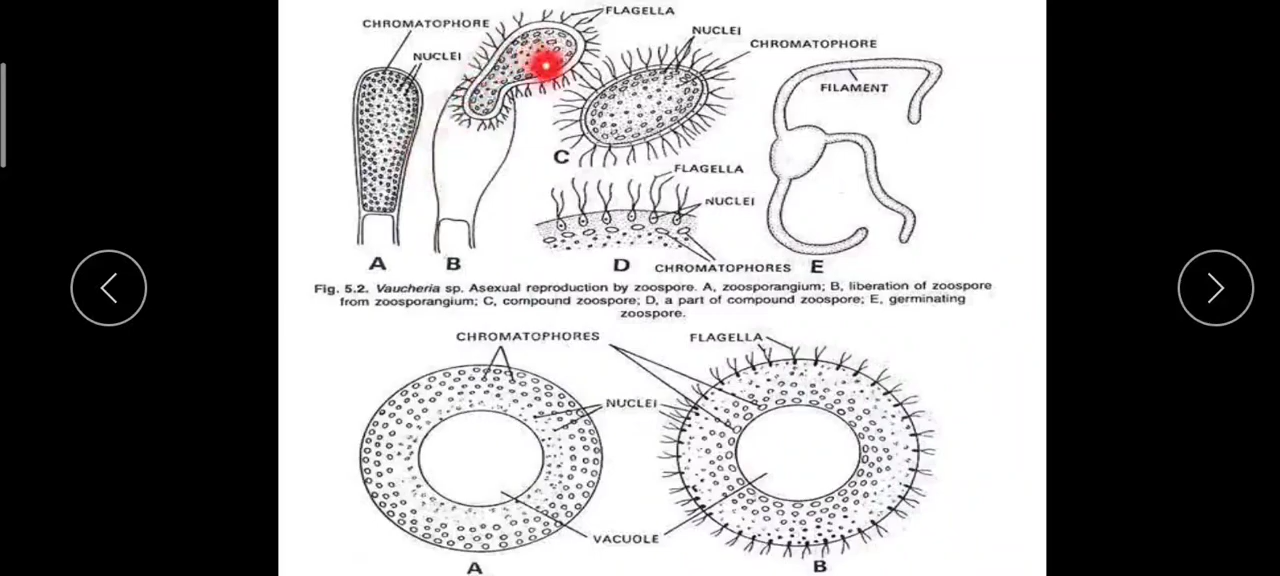 FLAGELLA
CHROMATOPHORE
NUCLEI
NUCLEI
CHROMATOPHORE
FILAMENT
C
FLAGELLA
NUCLEI
A
B
D
CHROMATOPHORES
E
Fig. 5.2. Vaucheria sp. Asexual reproduction by zoospore. A, zoosporangium; B, liberation of zoospore
from zoosporangium; C, compound zoospore; D, a part of compound zoospore; E, germinating
zoospore.
CHROMATOPHORES
FLAGELLA
NUCLEI
VACUOLE
A
B